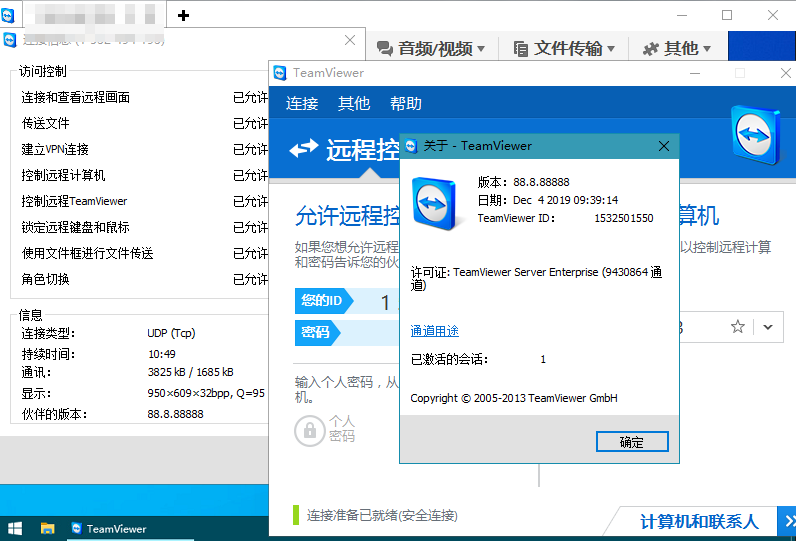 音频/视频
文件传输
其他
访问控制
连接和查看远程画面 已允许
传送文件 已允许
建立VPN连接 已允许
控制远程计算机 已允许
控制远程TeamViewer 已允许
锁定远程键盘和鼠标 已允许
使用文件框进行文件传送 已允许
角色切换 已允许
信息
连接类型: UDP (Tcp)
持续时间: 10:49
通讯: 3825 kB / 1685 kB
显示: 950×609×32bpp, Q=95
伙伴的版本: 88.8.88888
TeamViewer
连接 其他 帮助
远程控
允许远程控
算机
如果您想允许远程
以控制远程计算
和密码告诉您的伙
您的ID 1
密码
输入个人密码，从
机。
个人
密码
连接准备已就绪(安全连接)
计算机和联系人
关于 - TeamViewer
版本: 88.8.88888
日期: Dec 4 2019 09:39:14
TeamViewer ID: 1532501550
许可证: TeamViewer Server Enterprise (9430864 通
道)
通道用途
已激活的会话: 1
Copyright © 2005-2013 TeamViewer GmbH
确定
TeamViewer